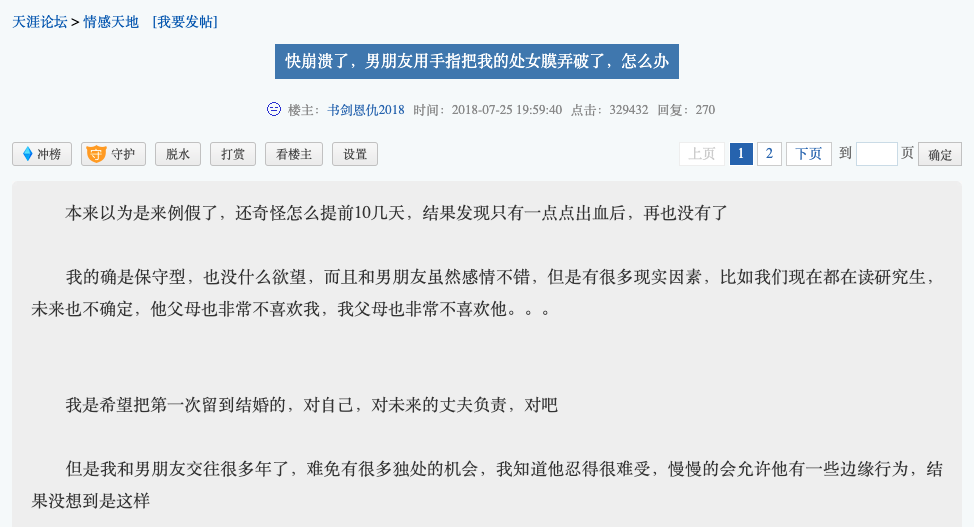 天涯论坛 > 情感天地 [我要发帖]
快崩溃了，男朋友用手指把我的处女膜弄破了，怎么办
楼主：书剑恩仇2018 时间：2018-07-25 19:59:40 点击：329432 回复：270
冲榜 守 守护 脱水 打赏 看楼主 设置 上页 1 2 下页 到 页 确定
本来以为是来例假了，还奇怪怎么提前10几天，结果发现只有一点点出血后，再也没有了
我的确是保守型，也没什么欲望，而且和男朋友虽然感情不错，但是有很多现实因素，比如我们现在都在读研究生，
未来也不确定，他父母也非常不喜欢我，我父母也非常不喜欢他。。。
我是希望把第一次留到结婚的，对自己，对未来的丈夫负责，对吧
但是我和男朋友交往很多年了，难免有很多独处的机会，我知道他忍得很难受，慢慢的会允许他有一些边缘行为，结
果没想到是这样